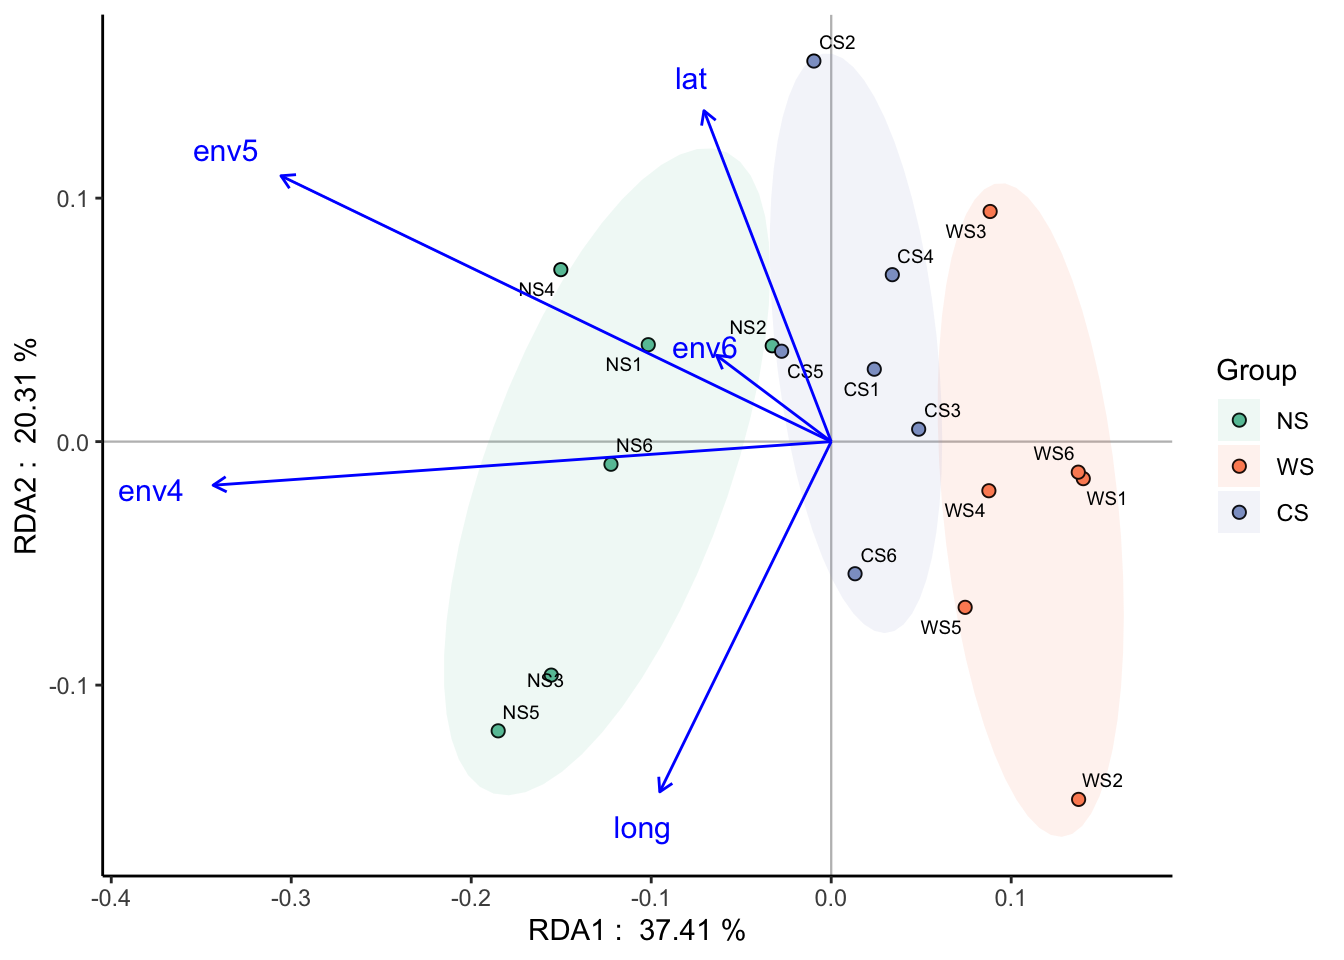 CS2
lat
env5
0.1
WS3
CS4
NS4
NS2
env6
NS1
CS5
CS1
CS3
0.0
NS6
WS6
env4
WS1
WS4
CS6
WS5
-0.1
NS3
NS5
WS2
long
-0.4
-0.3
-0.2
-0.1
0.0
0.1
RDA1 :  37.41 %
RDA2 :  20.31 %
Group
NS
WS
CS